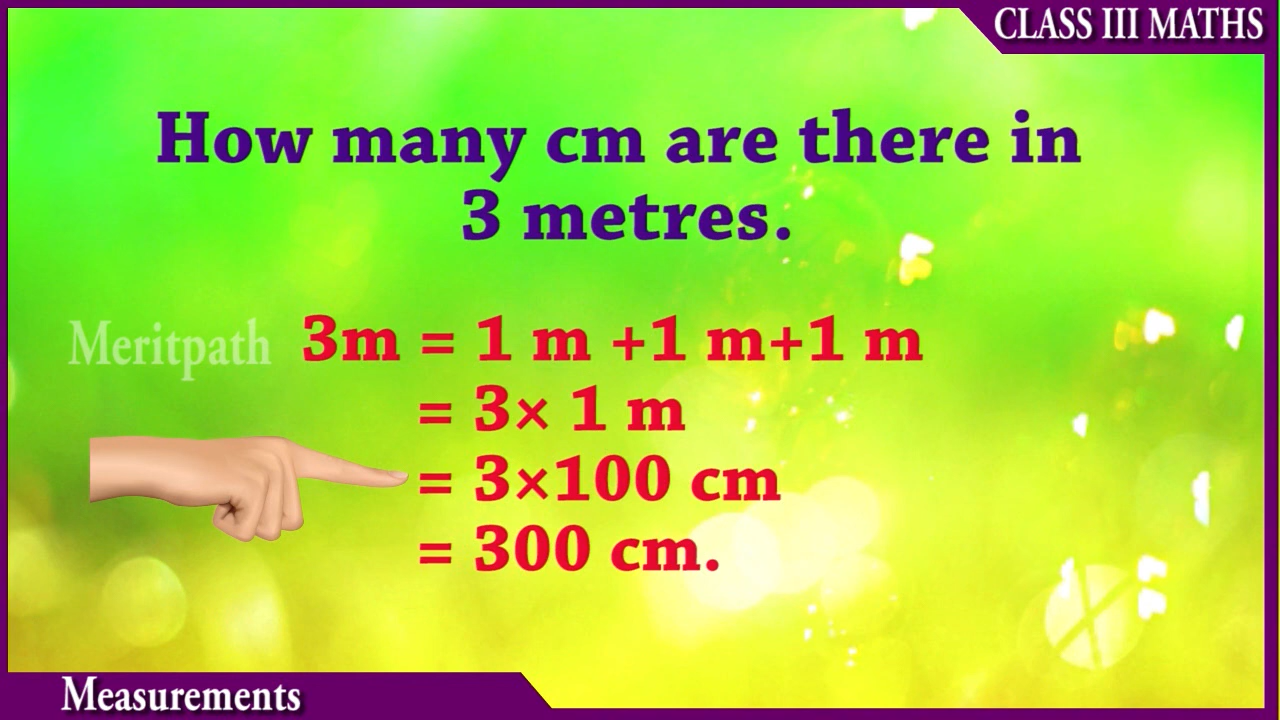 CLASS III MATHS
How many cm are there in
3 metres.
Meritpath
3m = 1 m +1 m+1 m
= 3× 1 m
= 3×100 cm
= 300 cm.
Measurements